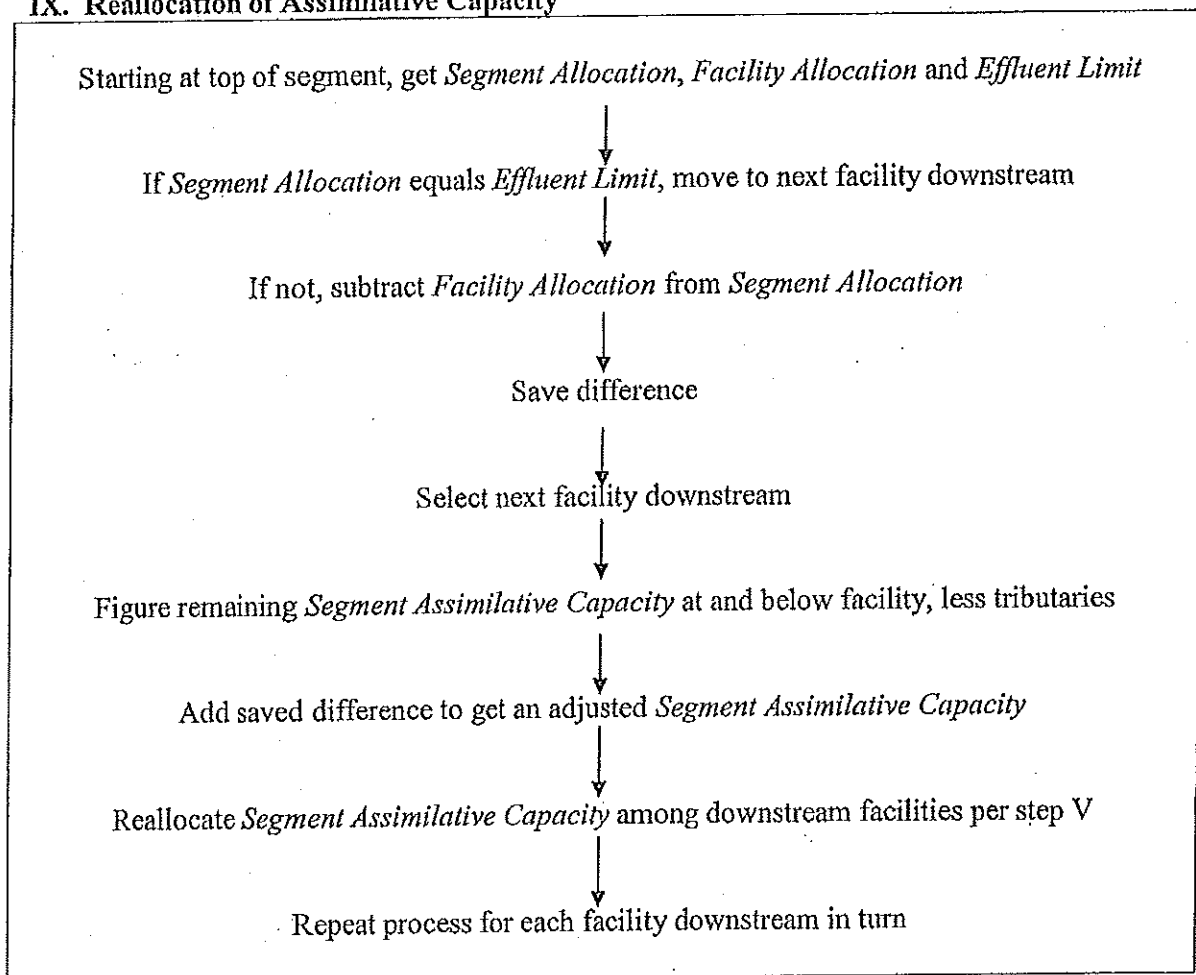 IX. Reallocation of Assimilative Capacity
Starting at top of segment, get Segment Allocation, Facility Allocation and Effluent Limit
If Segment Allocation equals Effluent Limit, move to next facility downstream
If not, subtract Facility Allocation from Segment Allocation
Save difference
Select next facility downstream
Figure remaining Segment Assimilative Capacity at and below facility, less tributaries
Add saved difference to get an adjusted Segment Assimilative Capacity
Reallocate Segment Assimilative Capacity among downstream facilities per step V
Repeat process for each facility downstream in turn